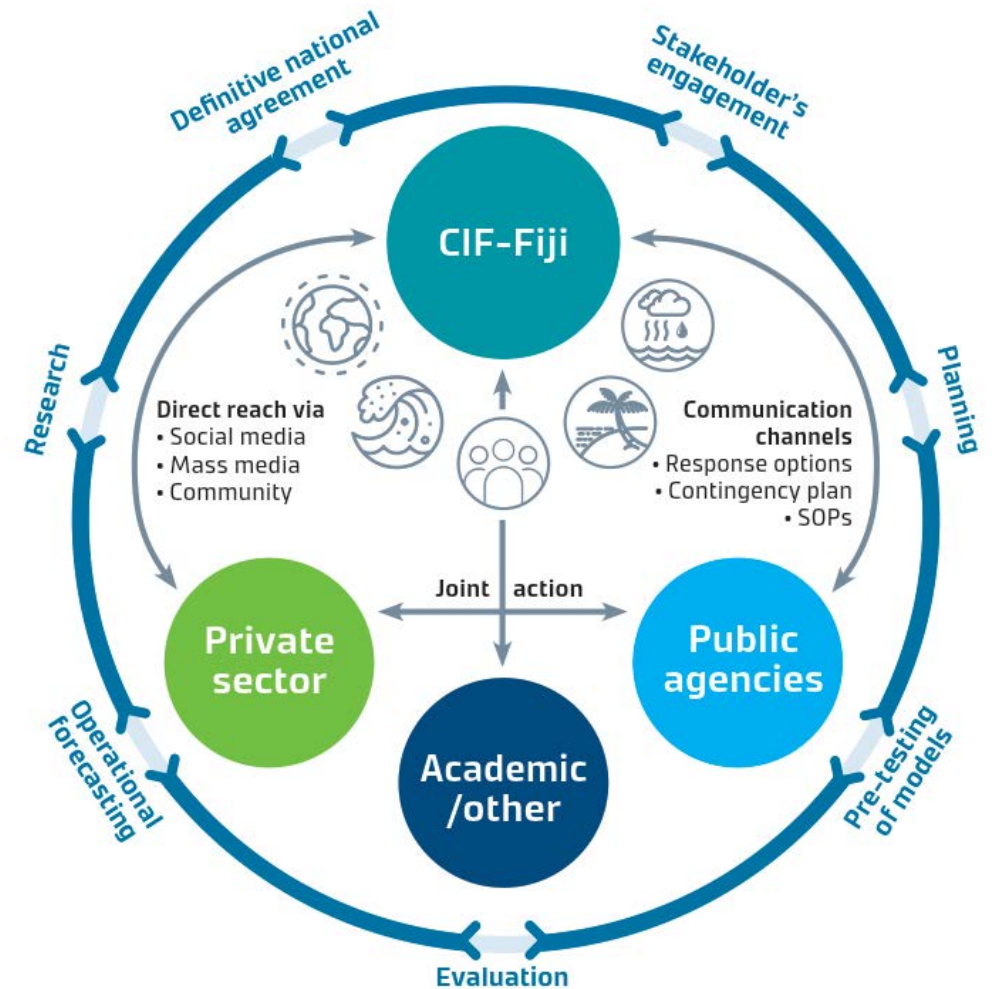 Definitive national
agreement
Stakeholder's
engagement
CIF-Fiji
Research
Planning
Direct reach via
• Social media
• Mass media
• Community
Communication
channels
• Response options
• Contingency plan
• SOPs
Joint action
Private
sector
Public
agencies
Academic
/other
Operational
forecasting
Pre-testing
of models
Evaluation